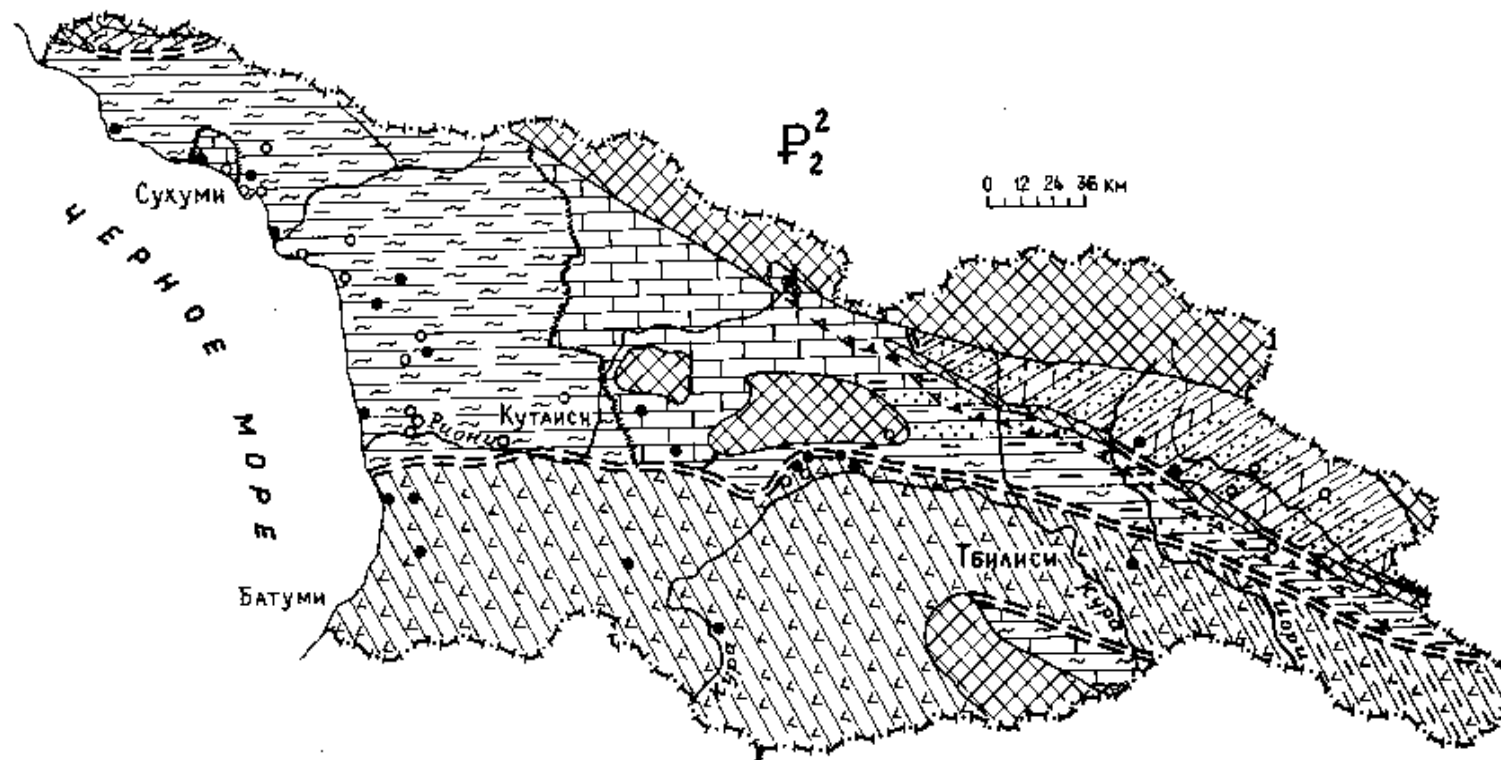 ₽₂²
0 12 24 36 км
Сухуми
ЧЕРНОЕ МОРЕ
Кутаиси
Риони
Тбилиси
Батуми
Кура
Кура
Иори